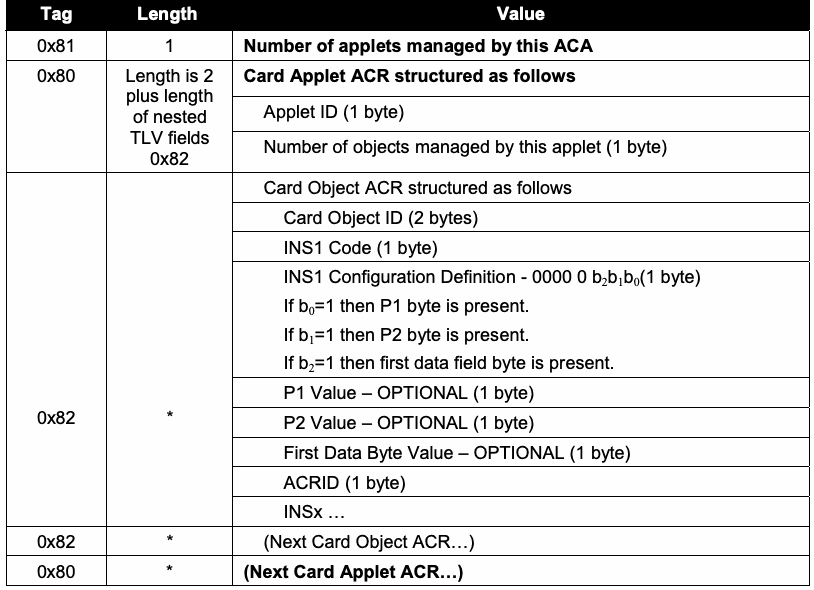 Tag Length Value
0x81 1 Number of applets managed by this ACA
0x80 Length is 2 plus length of nested TLV fields 0x82 Card Applet ACR structured as follows
Applet ID (1 byte)
Number of objects managed by this applet (1 byte)
0x82 * Card Object ACR structured as follows
Card Object ID (2 bytes)
INS1 Code (1 byte)
INS1 Configuration Definition - 0000 0 b₂b₁b₀(1 byte)
If b₀=1 then P1 byte is present.
If b₁=1 then P2 byte is present.
If b₂=1 then first data field byte is present.
P1 Value – OPTIONAL (1 byte)
P2 Value – OPTIONAL (1 byte)
First Data Byte Value – OPTIONAL (1 byte)
ACRID (1 byte)
INSx …
0x82 * (Next Card Object ACR…)
0x80 * (Next Card Applet ACR…)